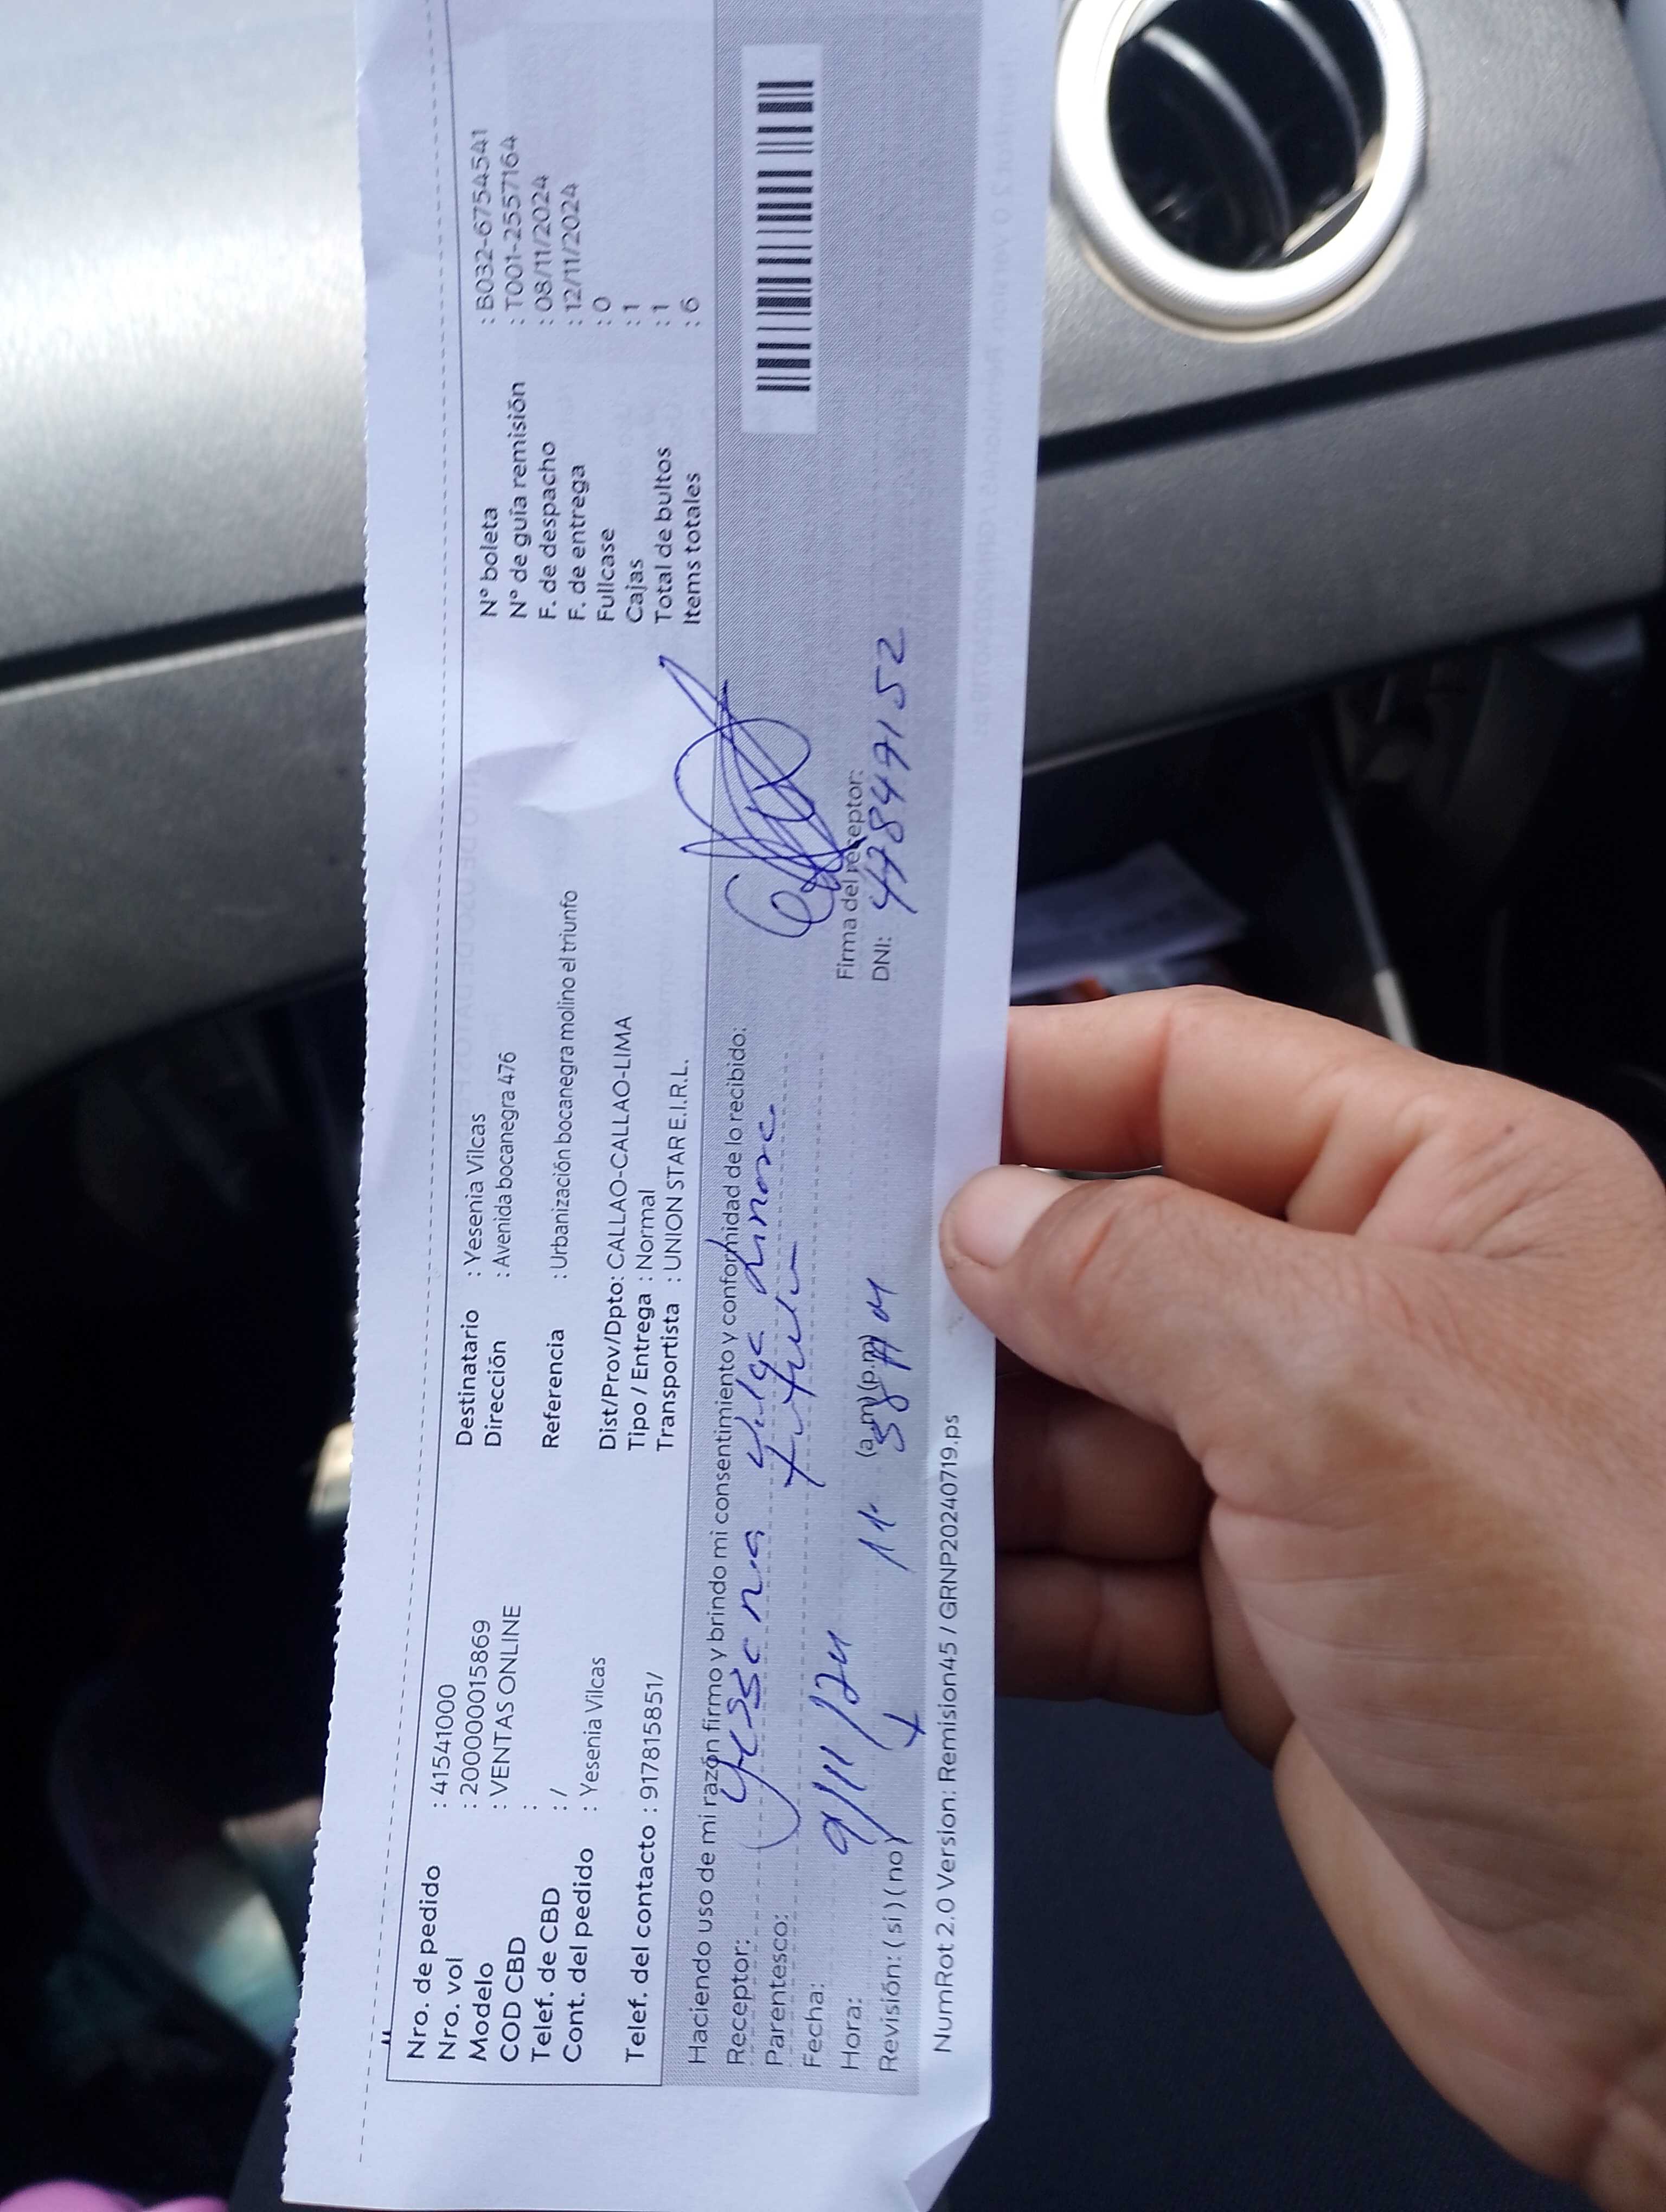 Nro. de pedido : 41541000
Nro. vol : 200000015869
Modelo : VENTAS ONLINE
COD CBD :
Telef. de CBD : /
Cont. del pedido : Yesenia Vilcas
Telef. del contacto : 917815851/
Destinatario : Yesenia Vilcas
Dirección : Avenida bocanegra 476
Referencia : Urbanización bocanegra molino el triunfo
Dist/Prov/Dpto: CALLAO-CALLAO-LIMA
Tipo / Entrega : Normal
Transportista : UNION STAR E.I.R.L.
N° boleta : B032-6754541
N° de guía remisión : T001-2557164
F. de despacho : 08/11/2024
F. de entrega : 12/11/2024
Fullcase : 0
Cajas : 1
Total de bultos : 1
Items totales : 6
Haciendo uso de mi razón firmo y brindo mi consentimiento y conformidad de lo recibido:
Receptor:
Parentesco:
Fecha: 9/11/24
Hora: 11: 58 AM (a.m)(p.m)
Revisión: (si) (no)
Firma del receptor:
DNI: 47849152
NumRot 2.0 Version: Remision45 / GRNP20240719.ps